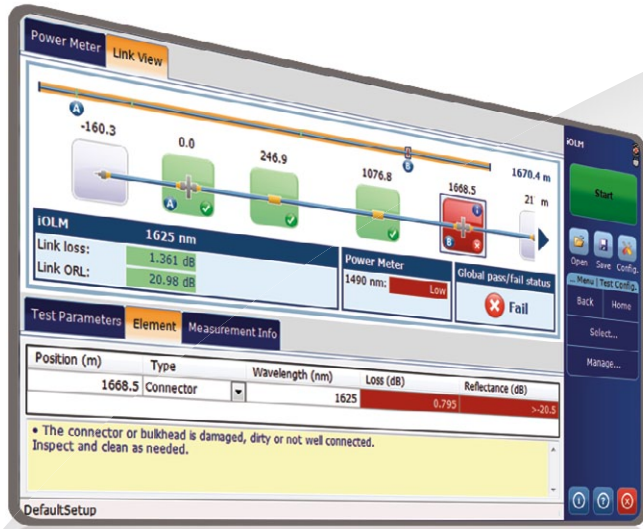 Power Meter
Link View
A
B
1670.4 m
-160.3
0.0
246.9
1076.8
1668.5
A
B
iOLM
1625 nm
Link loss:
1.361 dB
Link ORL:
20.98 dB
Power Meter
1490 nm:
Low
Global pass/fail status
Fail
Test Parameters
Element
Measurement Info
Position (m)
Type
Wavelength (nm)
Loss (dB)
Reflectance (dB)
1668.5
Connector
1625
0.795
>-20.5
• The connector or bulkhead is damaged, dirty or not well connected.
Inspect and clean as needed.
DefaultSetup
iOLM
Start
Open
Save
Config.
... Menu | Test Config.
Back
Home
Select...
Manage...